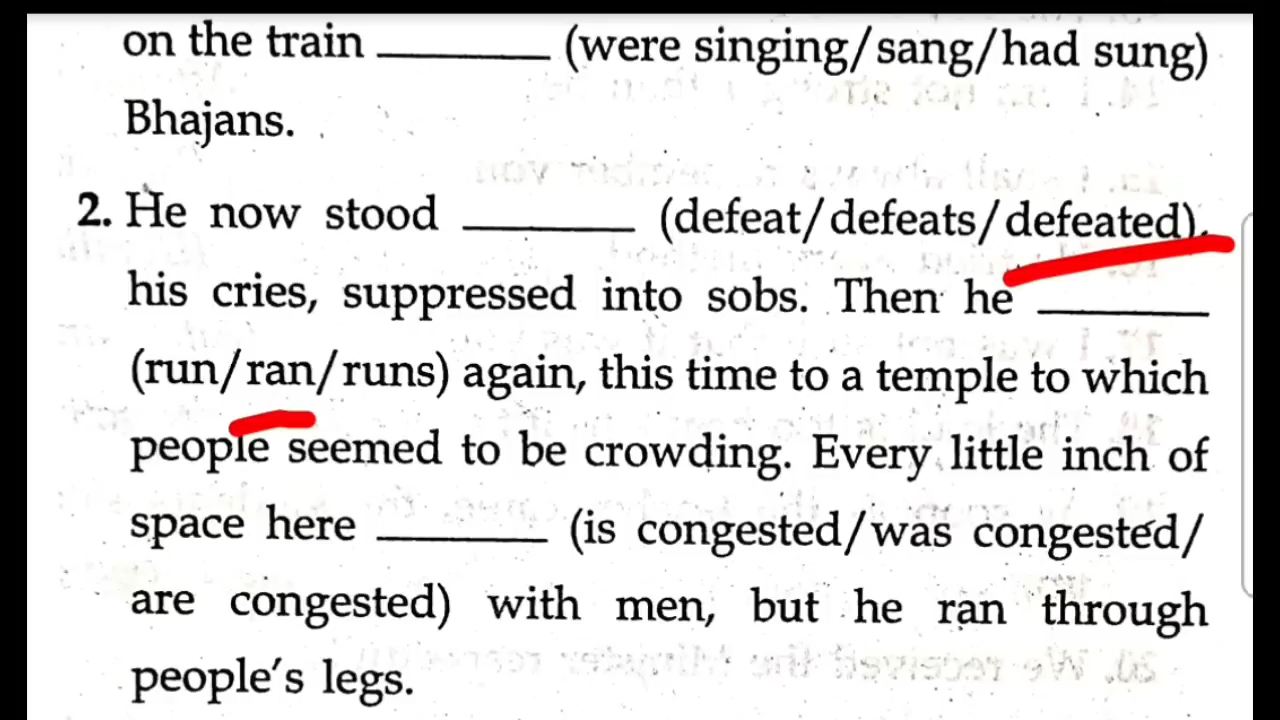 on the train ________ (were singing/sang/had sung)
Bhajans.
2. He now stood ________ (defeat/defeats/defeated),
his cries, suppressed into sobs. Then he ________
(run/ran/runs) again, this time to a temple to which
people seemed to be crowding. Every little inch of
space here ________ (is congested/was congested/
are congested) with men, but he ran through
people's legs.